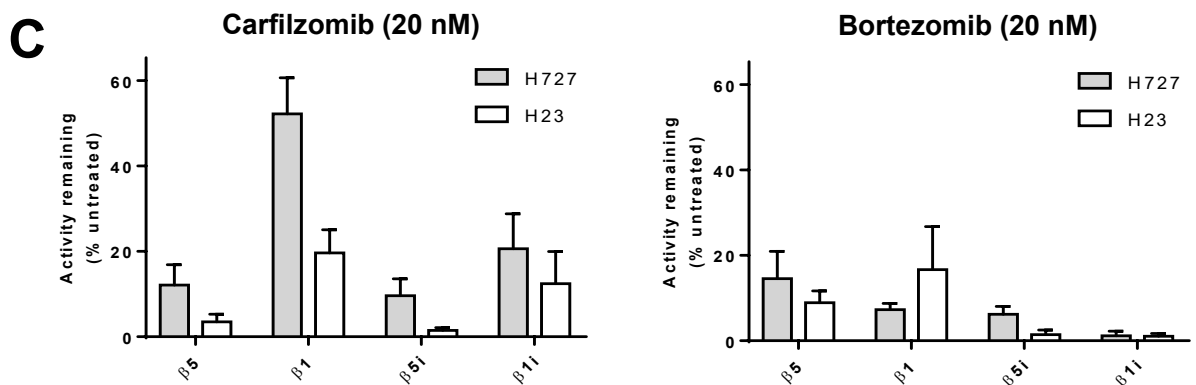 C
Carfilzomib (20 nM)
Activity remaining
(% untreated)
60
40
20
0
H727
H23
β5
β1
β5i
β1i
Bortezomib (20 nM)
Activity remaining
(% untreated)
60
40
20
0
H727
H23
β5
β1
β5i
β1i